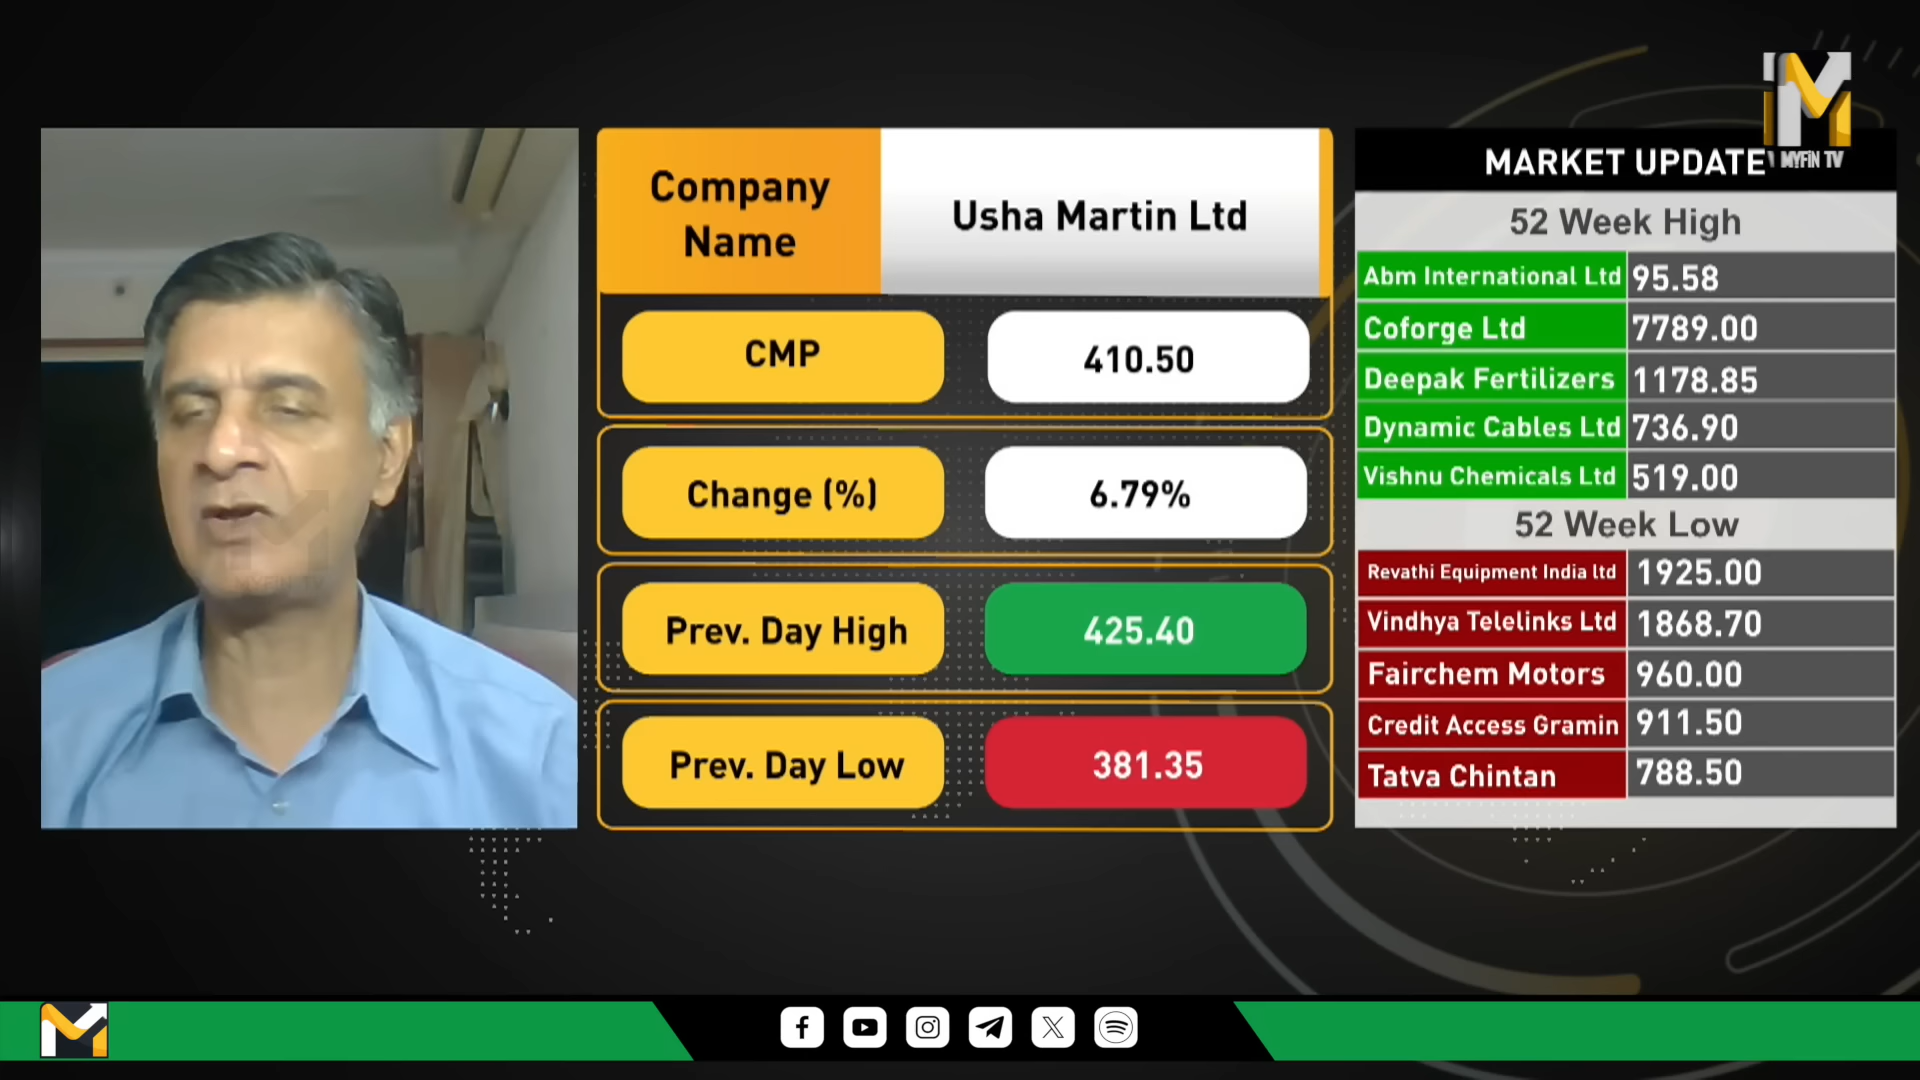 Company
Name
Usha Martin Ltd
CMP
410.50
Change (%)
6.79%
Prev. Day High
425.40
Prev. Day Low
381.35
MYFiN TV
MARKET UPDATE
52 Week High
Abm International Ltd 95.58
Coforge Ltd 7789.00
Deepak Fertilizers 1178.85
Dynamic Cables Ltd 736.90
Vishnu Chemicals Ltd 519.00
52 Week Low
Revathi Equipment India ltd 1925.00
Vindhya Telelinks Ltd 1868.70
Fairchem Motors 960.00
Credit Access Gramin 911.50
Tatva Chintan 788.50
MYFIN TV